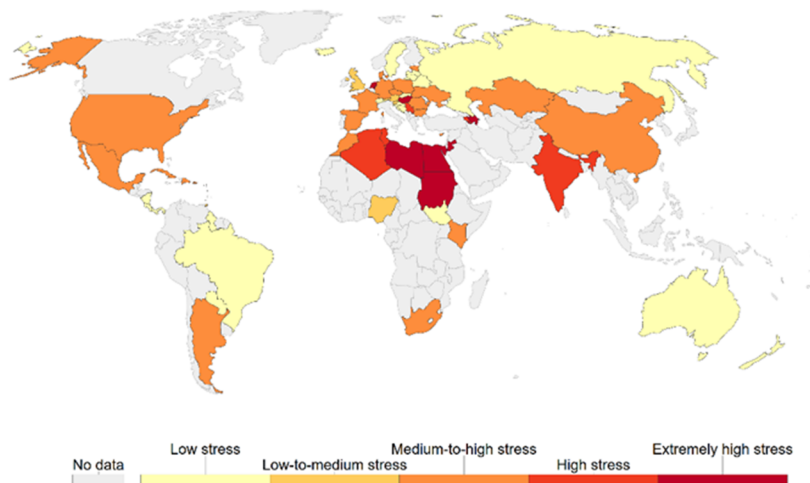 Low stress
Medium-to-high stress
Extremely high stress
No data
Low-to-medium stress
High stress